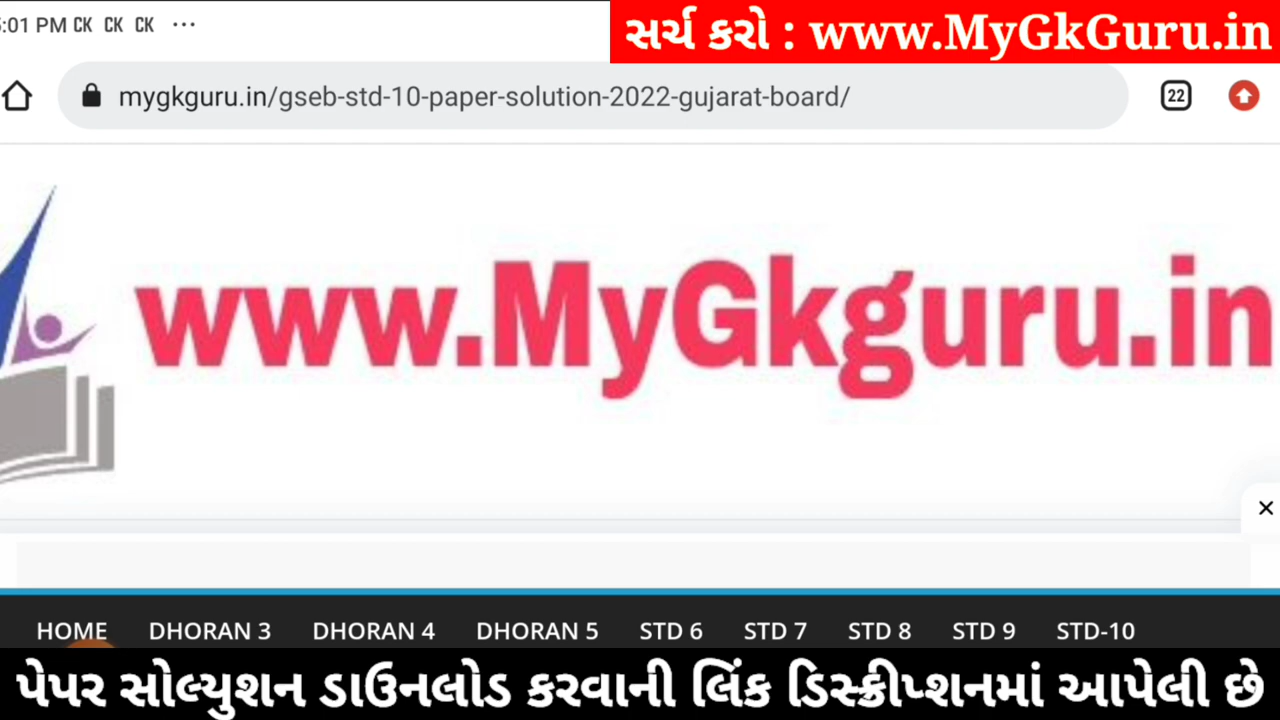 5:01 PM CK CK CK ...
સર્ચ કરો : www.MyGkGuru.in
mygkguru.in/gseb-std-10-paper-solution-2022-gujarat-board/
22
www.MyGkguru.in
HOME DHORAN 3 DHORAN 4 DHORAN 5 STD 6 STD 7 STD 8 STD 9 STD-10
પેપર સોલ્યુશન ડાઉનલોડ કરવાની લિંક ડિસ્ક્રીપ્શનમાં આપેલી છે